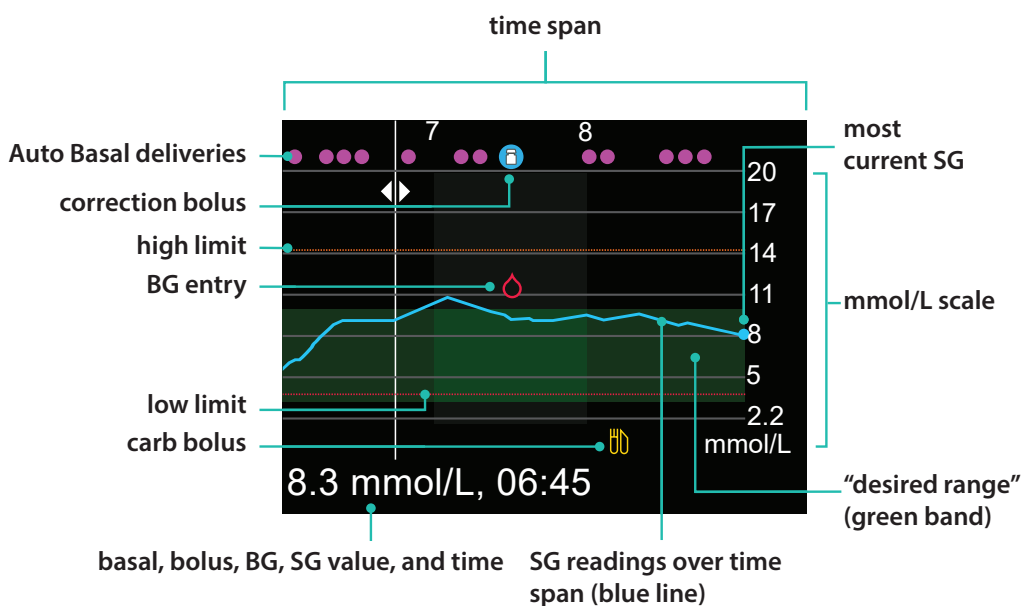 time span
7
8
Auto Basal deliveries
most
current SG
20
correction bolus
17
high limit
14
BG entry
11
mmol/L scale
8
5
low limit
2.2
carb bolus
mmol/L
8.3 mmol/L, 06:45
“desired range”
(green band)
basal, bolus, BG, SG value, and time
SG readings over time
span (blue line)